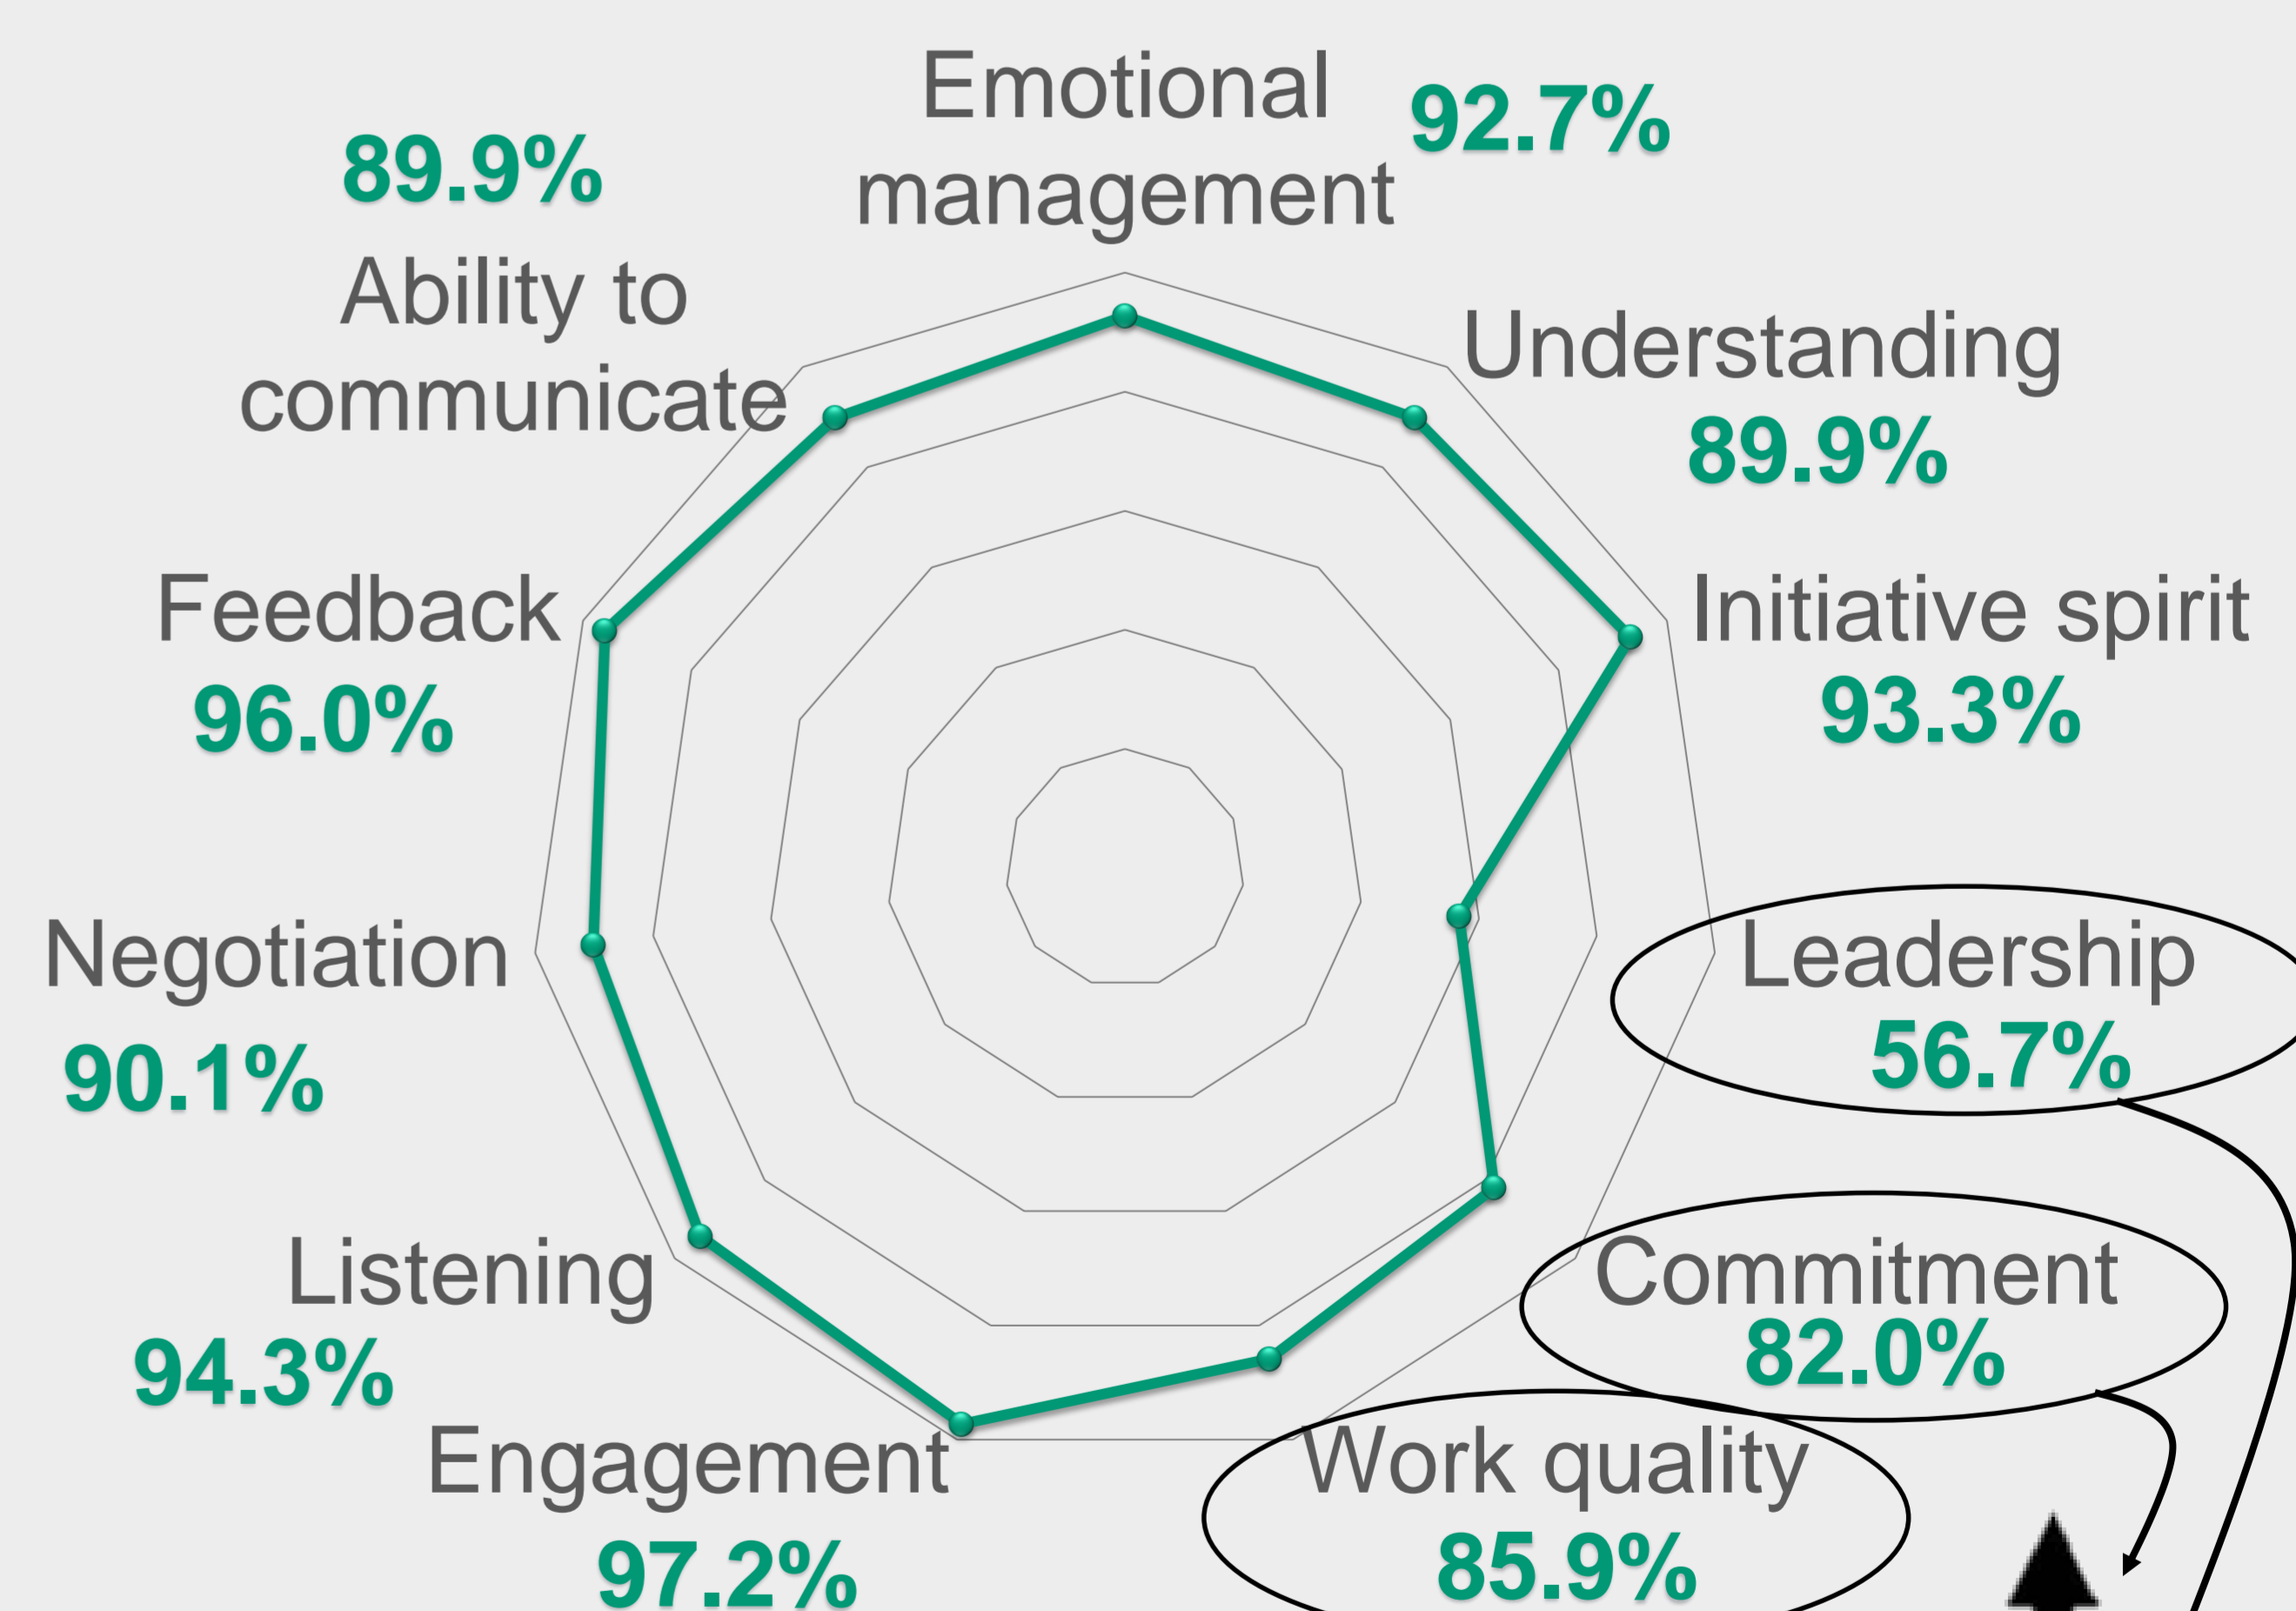 Emotional
management
92.7%
Understanding
89.9%
Initiative spirit
93.3%
Leadership
56.7%
Commitment
82.0%
Work quality
85.9%
Engagement
97.2%
Listening
94.3%
Negotiation
90.1%
Feedback
96.0%
89.9%
Ability to
communicate